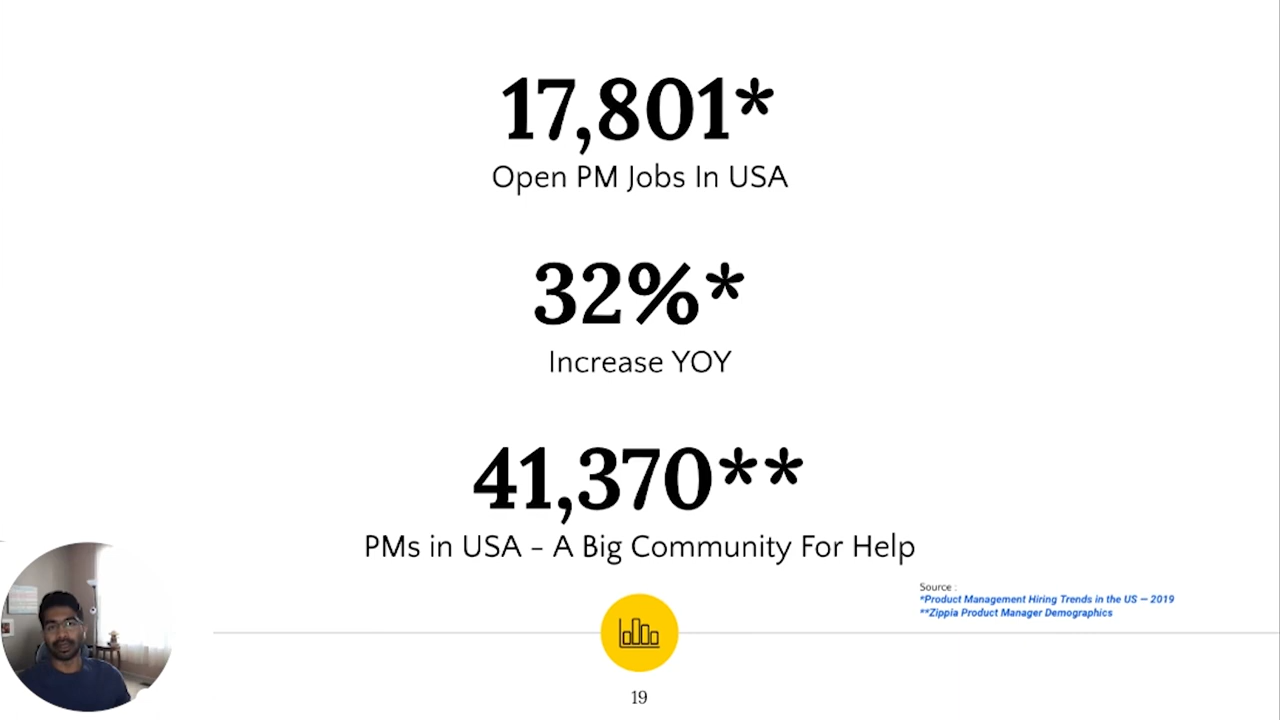 17,801*
Open PM Jobs In USA
32%*
Increase YOY
41,370**
PMs in USA – A Big Community For Help
Source :
*Product Management Hiring Trends in the US — 2019
**Zippia Product Manager Demographics
19